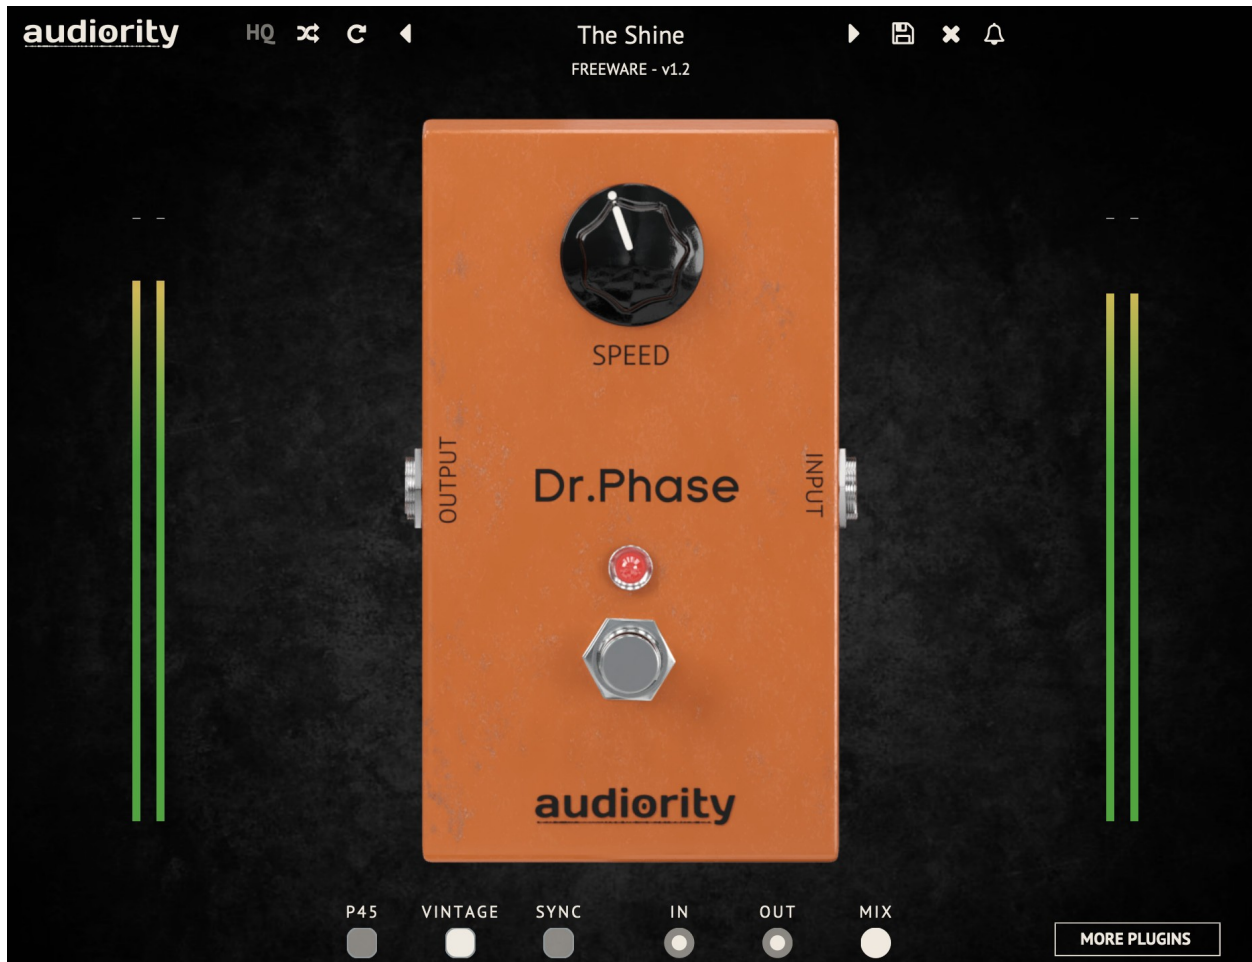 audiority
HQ
The Shine
FREEWARE - v1.2
SPEED
OUTPUT
INPUT
Dr.Phase
audiority
P45
VINTAGE
SYNC
IN
OUT
MIX
MORE PLUGINS